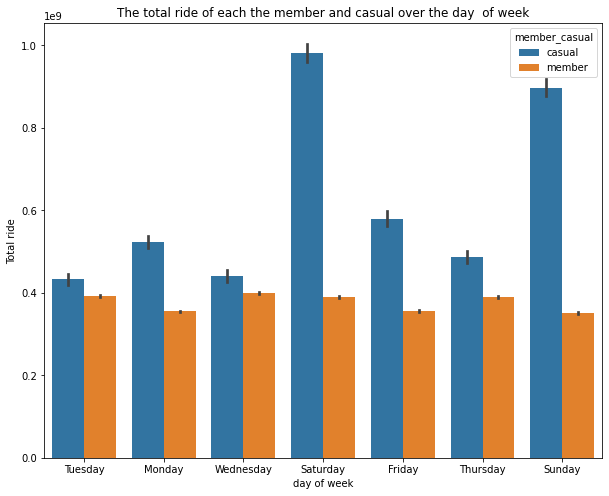 The total ride of each the member and casual over the day  of week
1e9
member_casual
casual
member
1.0
0.8
0.6
0.4
0.2
0.0
Total ride
Tuesday Monday Wednesday Saturday Friday Thursday Sunday
day of week